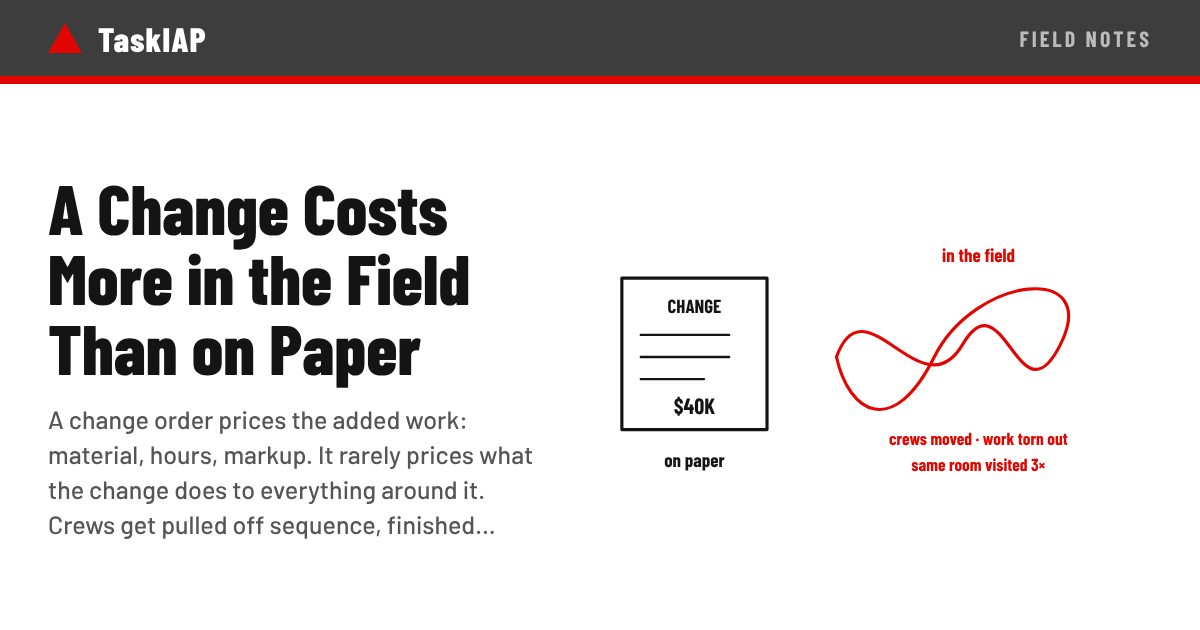 TaskIAP
FIELD NOTES
A Change Costs
More in the Field
Than on Paper
A change order prices the added work:
material, hours, markup. It rarely prices what
the change does to everything around it.
Crews get pulled off sequence, finished...
CHANGE
$40K
on paper
in the field
crews moved · work torn out
same room visited 3×